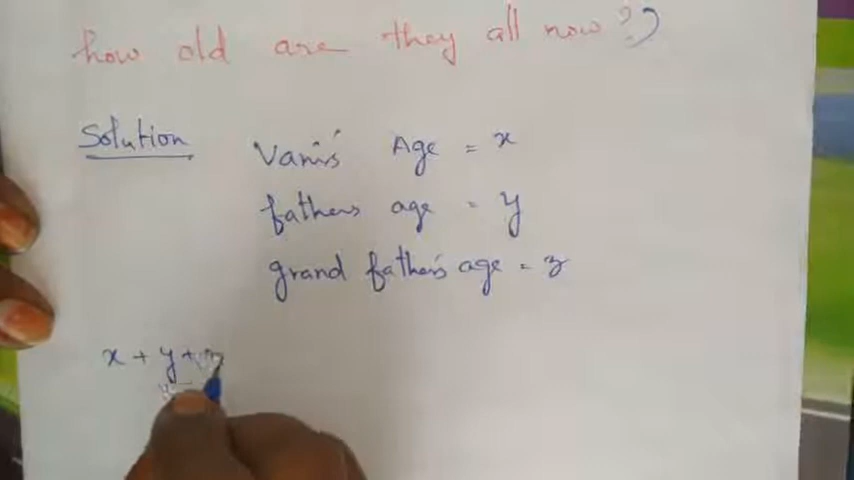 how old are they all now??
Solution Vani's Age = x
fathers age = y
grand father's age = z
x + y + z